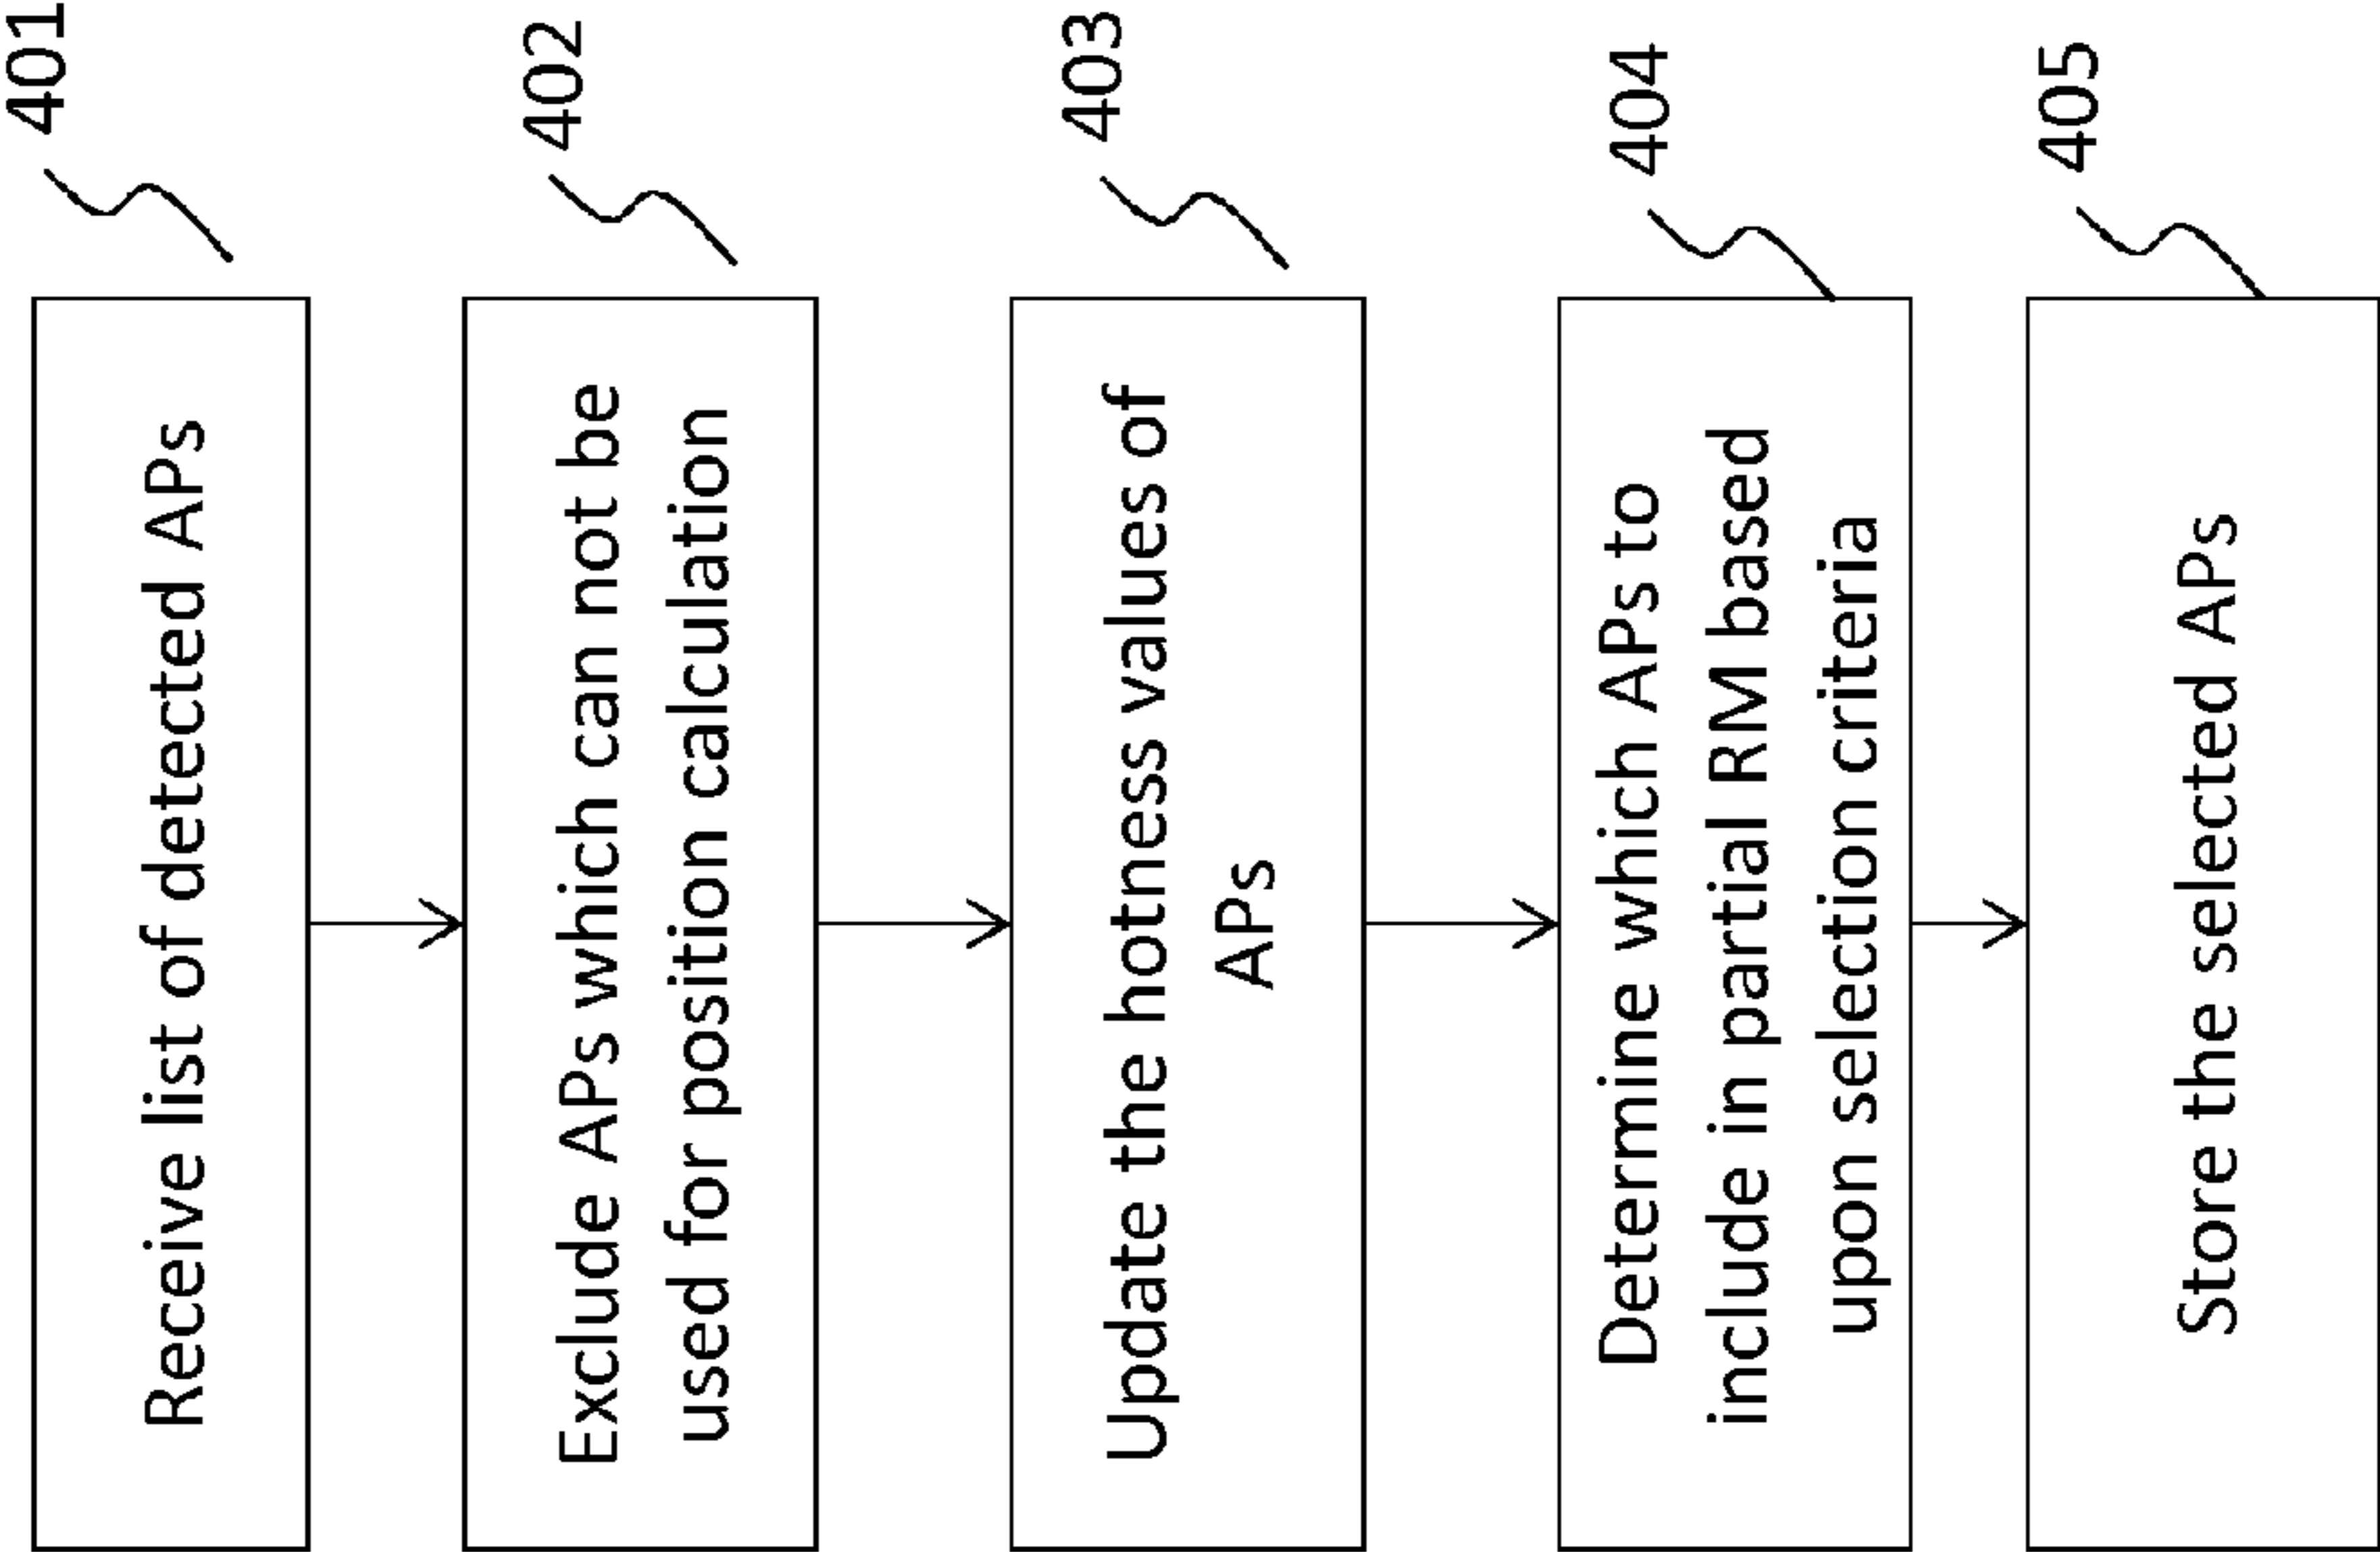 401
Receive list of detected APs
402
Exclude APs which can not be
used for position calculation
403
Update the hotness values of
APs
404
Determine which APs to
include in partial RM based
upon selection criteria
405
Store the selected APs